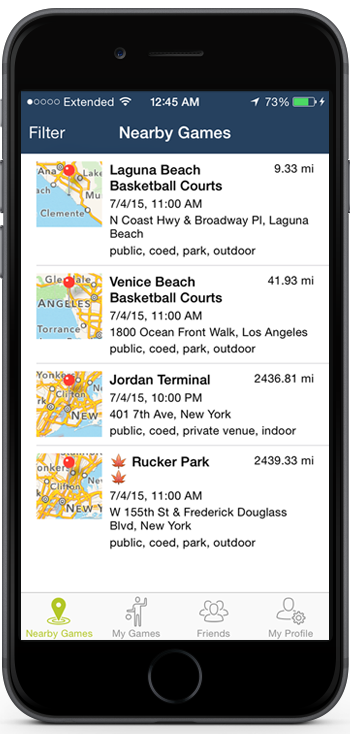 Extended 12:45 AM 73%
Filter Nearby Games
Ana Lake
ach Mu
Clemente
Laguna Beach 9.33 mi
Basketball Courts
7/4/15, 11:00 AM
N Coast Hwy & Broadway Pl, Laguna
Beach
public, coed, park, outdoor
Glendale
ANGELES
Torrance
Venice Beach 41.93 mi
Basketball Courts
7/4/15, 11:00 AM
1800 Ocean Front Walk, Los Angeles
public, coed, park, outdoor
Yonkers
Clifton
NEW Y
Jordan Terminal 2436.81 mi
7/4/15, 10:00 PM
401 7th Ave, New York
public, coed, private venue, indoor
onkers
Clifton
NEW Y
Rucker Park 2439.33 mi
7/4/15, 11:00 AM
W 155th St & Frederick Douglass
Blvd, New York
public, coed, park, outdoor
Nearby Games My Games Friends My Profile